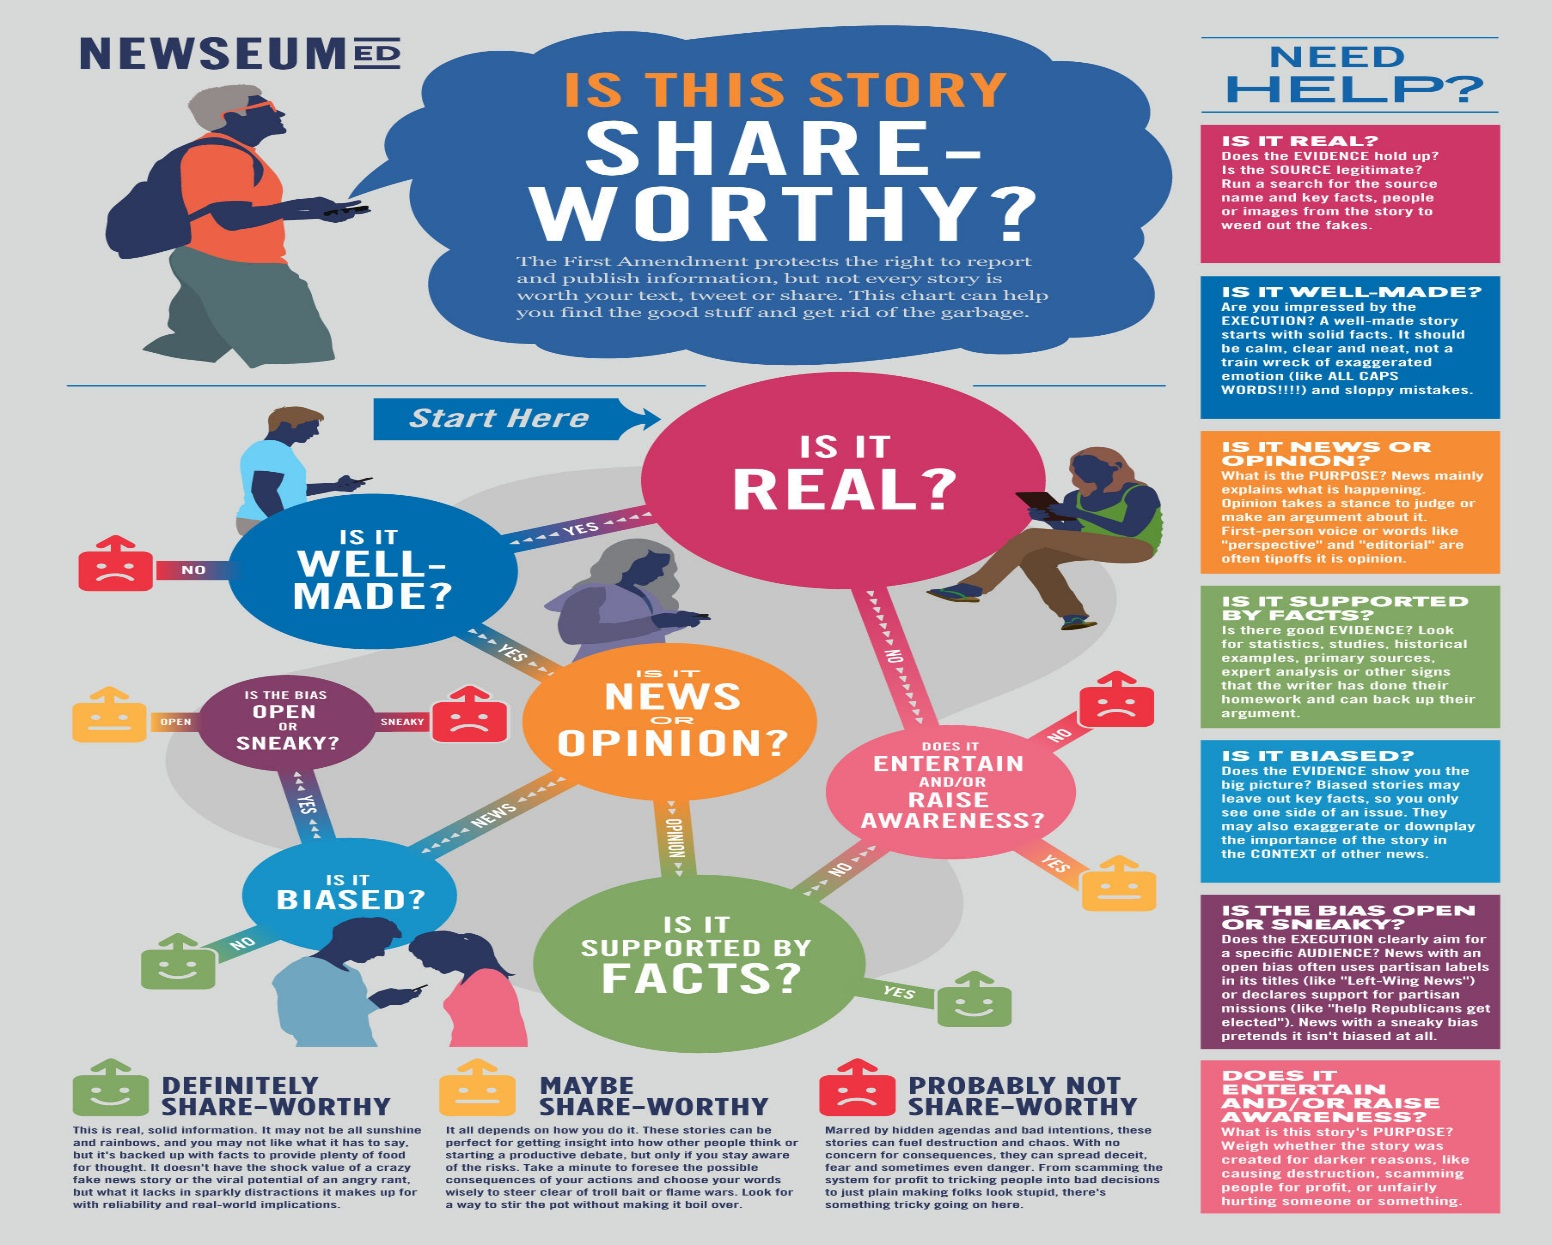 NEWSEUMED
IS THIS STORY
SHARE-
WORTHY?
The First Amendment protects the right to report
and publish information, but not every story is
worth your text, tweet or share. This chart can help
you find the good stuff and get rid of the garbage.
Start Here
IS IT
REAL?
YES
NO
IS IT
WELL-
MADE?
NO
YES
IS IT
NEWS
OR
OPINION?
IS THE BIAS
OPEN
OR
SNEAKY?
OPEN
SNEAKY
YES
NEWS
OPINION
DOES IT
ENTERTAIN
AND/OR
RAISE
AWARENESS?
NO
YES
NO
IS IT
BIASED?
NO
IS IT
SUPPORTED BY
FACTS?
YES
DEFINITELY
SHARE-WORTHY
This is real, solid information. It may not be all sunshine
and rainbows, and you may not like what it has to say,
but it's backed up with facts to provide plenty of food
for thought. It doesn't have the shock value of a crazy
fake news story or the viral potential of an angry rant,
but what it lacks in sparkly distractions it makes up for
with reliability and real-world implications.
MAYBE
SHARE-WORTHY
It all depends on how you do it. These stories can be
perfect for getting insight into how other people think or
starting a productive debate, but only if you stay aware
of the risks. Take a minute to foresee the possible
consequences of your actions and choose your words
wisely to steer clear of troll bait or flame wars. Look for
a way to stir the pot without making it boil over.
PROBABLY NOT
SHARE-WORTHY
Marred by hidden agendas and bad intentions, these
stories can fuel destruction and chaos. With no
concern for consequences, they can spread deceit,
fear and sometimes even danger. From scamming the
system for profit to tricking people into bad decisions
to just plain making folks look stupid, there's
something tricky going on here.
NEED
HELP?
IS IT REAL?
Does the EVIDENCE hold up?
Is the SOURCE legitimate?
Run a search for the source
name and key facts, people
or images from the story to
weed out the fakes.
IS IT WELL-MADE?
Are you impressed by the
EXECUTION? A well-made story
starts with solid facts. It should
be calm, clear and neat, not a
train wreck of exaggerated
emotion (like ALL CAPS
WORDS!!!!) and sloppy mistakes.
IS IT NEWS OR
OPINION?
What is the PURPOSE? News mainly
explains what is happening.
Opinion takes a stance to judge or
make an argument about it.
First-person voice or words like
"perspective" and "editorial" are
often tipoffs it is opinion.
IS IT SUPPORTED
BY FACTS?
Is there good EVIDENCE? Look
for statistics, studies, historical
examples, primary sources,
expert analysis or other signs
that the writer has done their
homework and can back up their
argument.
IS IT BIASED?
Does the EVIDENCE show you the
big picture? Biased stories may
leave out key facts, so you only
see one side of an issue. They
may also exaggerate or downplay
the importance of the story in
the CONTEXT of other news.
IS THE BIAS OPEN
OR SNEAKY?
Does the EXECUTION clearly aim for
a specific AUDIENCE? News with an
open bias often uses partisan labels
in its titles (like "Left-Wing News")
or declares support for partisan
missions (like "help Republicans get
elected"). News with a sneaky bias
pretends it isn't biased at all.
DOES IT
ENTERTAIN
AND/OR RAISE
AWARENESS?
What is this story's PURPOSE?
Weigh whether the story was
created for darker reasons, like
causing destruction, scamming
people for profit, or unfairly
hurting someone or something.